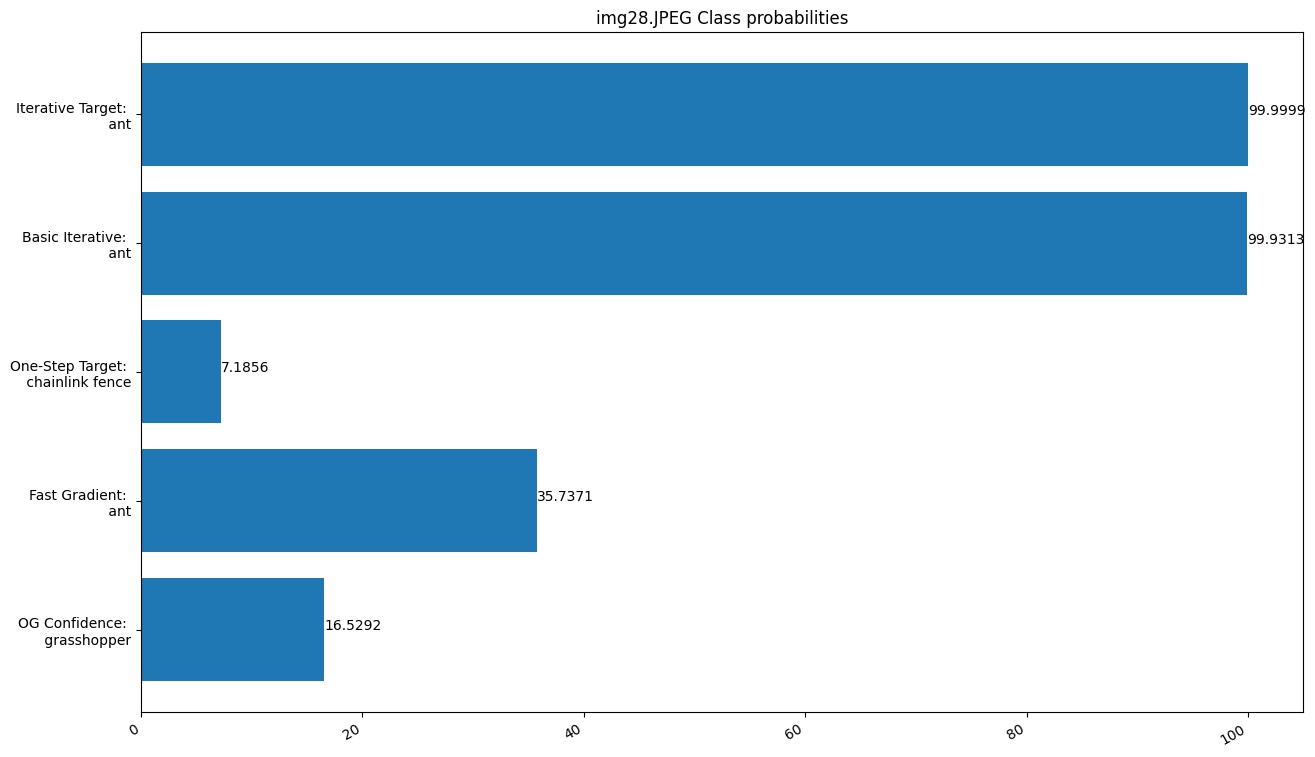 img28.JPEG Class probabilities
Iterative Target:
ant
99.9999
Basic Iterative:
ant
99.9313
One-Step Target:
chainlink fence
7.1856
Fast Gradient:
ant
35.7371
OG Confidence:
grasshopper
16.5292
0
20
40
60
80
100